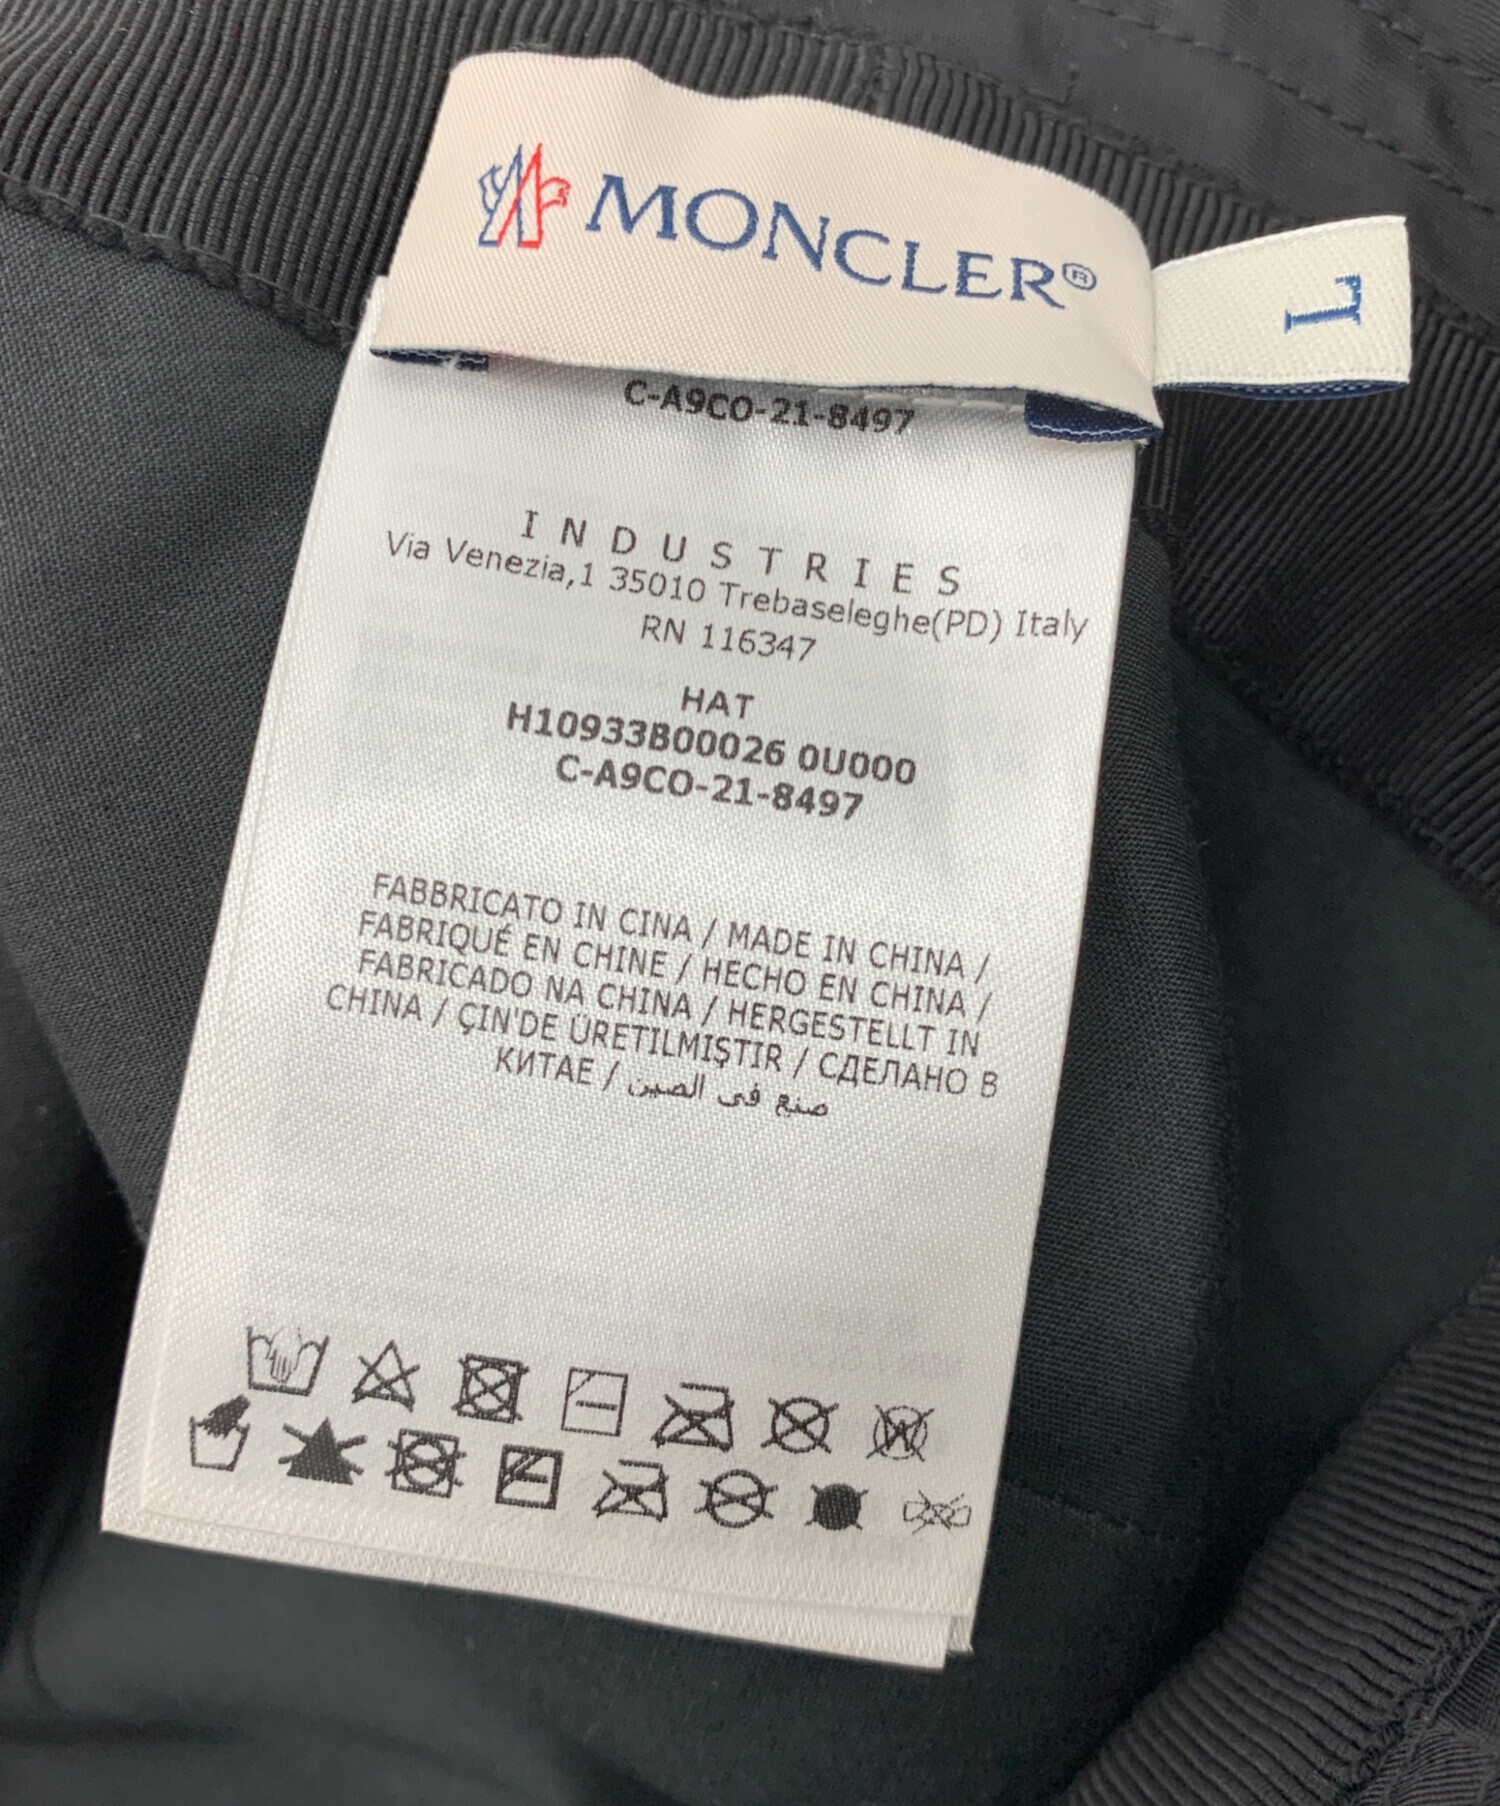 MONCLER®
L
C-A9CO-21-8497
INDUSTRIES
Via Venezia,1 35010 Trebaseleghe(PD) Italy
RN 116347
HAT
H10933B00026 0U000
C-A9CO-21-8497
FABBRICATO IN CINA / MADE IN CHINA /
FABRIQUÉ EN CHINE / HECHO EN CHINA /
FABRICADO NA CHINA / HERGESTELLT IN
CHINA / ÇIN'DE ÜRETILMIŞTIR / СДЕЛАНО В
КИТАЕ / صنع في الصين
W